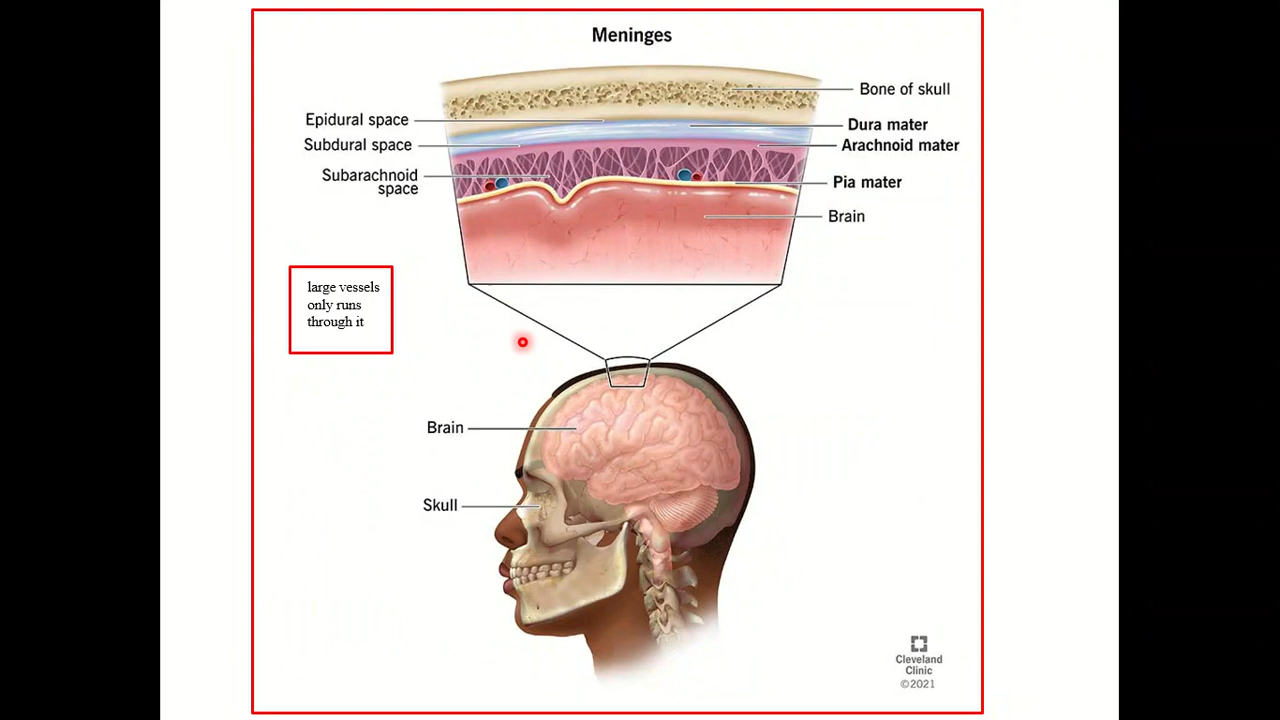 Meninges
Bone of skull
Epidural space
Dura mater
Subdural space
Arachnoid mater
Subarachnoid
space
Pia mater
Brain
large vessels
only runs
through it
Brain
Skull
Cleveland
Clinic
©2021